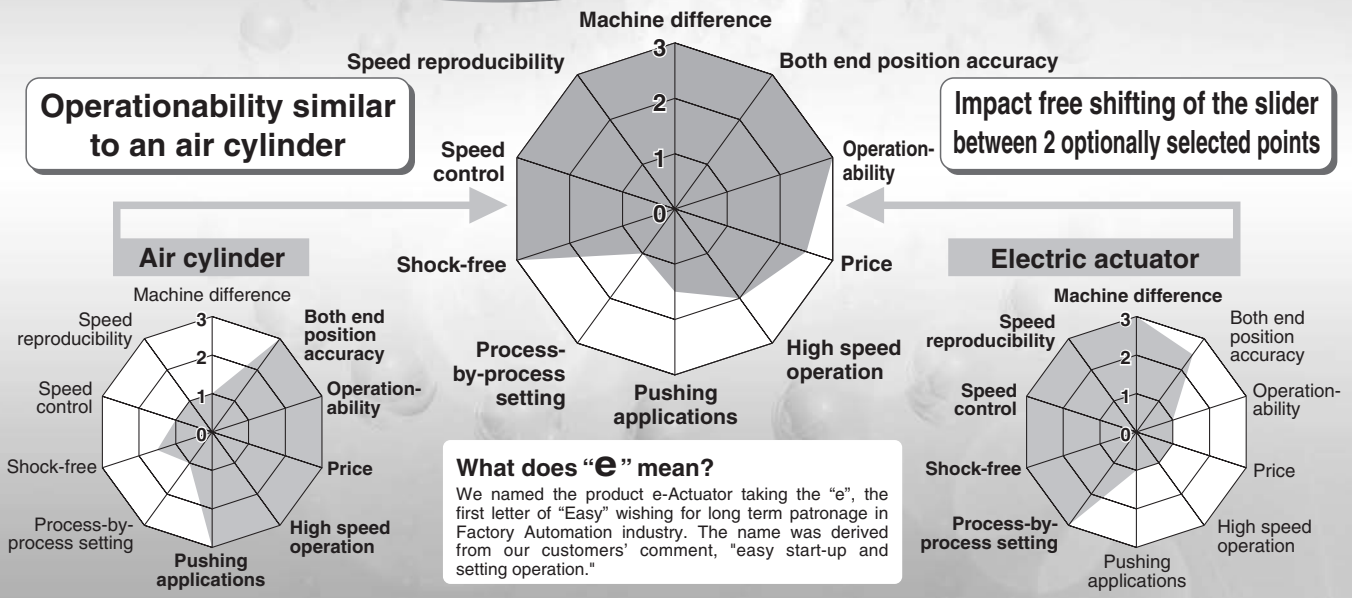 Machine difference
Speed reproducibility
Both end position accuracy
Operationability similar
to an air cylinder
Impact free shifting of the slider
between 2 optionally selected points
3
2
1
0
Speed
control
Operation-
ability
Shock-free
Price
Process-
by-process
setting
High speed
operation
Pushing
applications
Air cylinder
Machine difference
Speed
reproducibility
Both end
position
accuracy
3
2
1
0
Speed
control
Operation-
ability
Shock-free
Price
Process-by-
process setting
High speed
operation
Pushing
applications
What does “e” mean?
We named the product e-Actuator taking the “e”, the
first letter of “Easy” wishing for long term patronage in
Factory Automation industry. The name was derived
from our customers’ comment, "easy start-up and
setting operation."
Electric actuator
Machine difference
Speed
reproducibility
Both end
position
accuracy
3
2
1
0
Speed
control
Operation-
ability
Shock-free
Price
Process-by-
process setting
High speed
operation
Pushing
applications